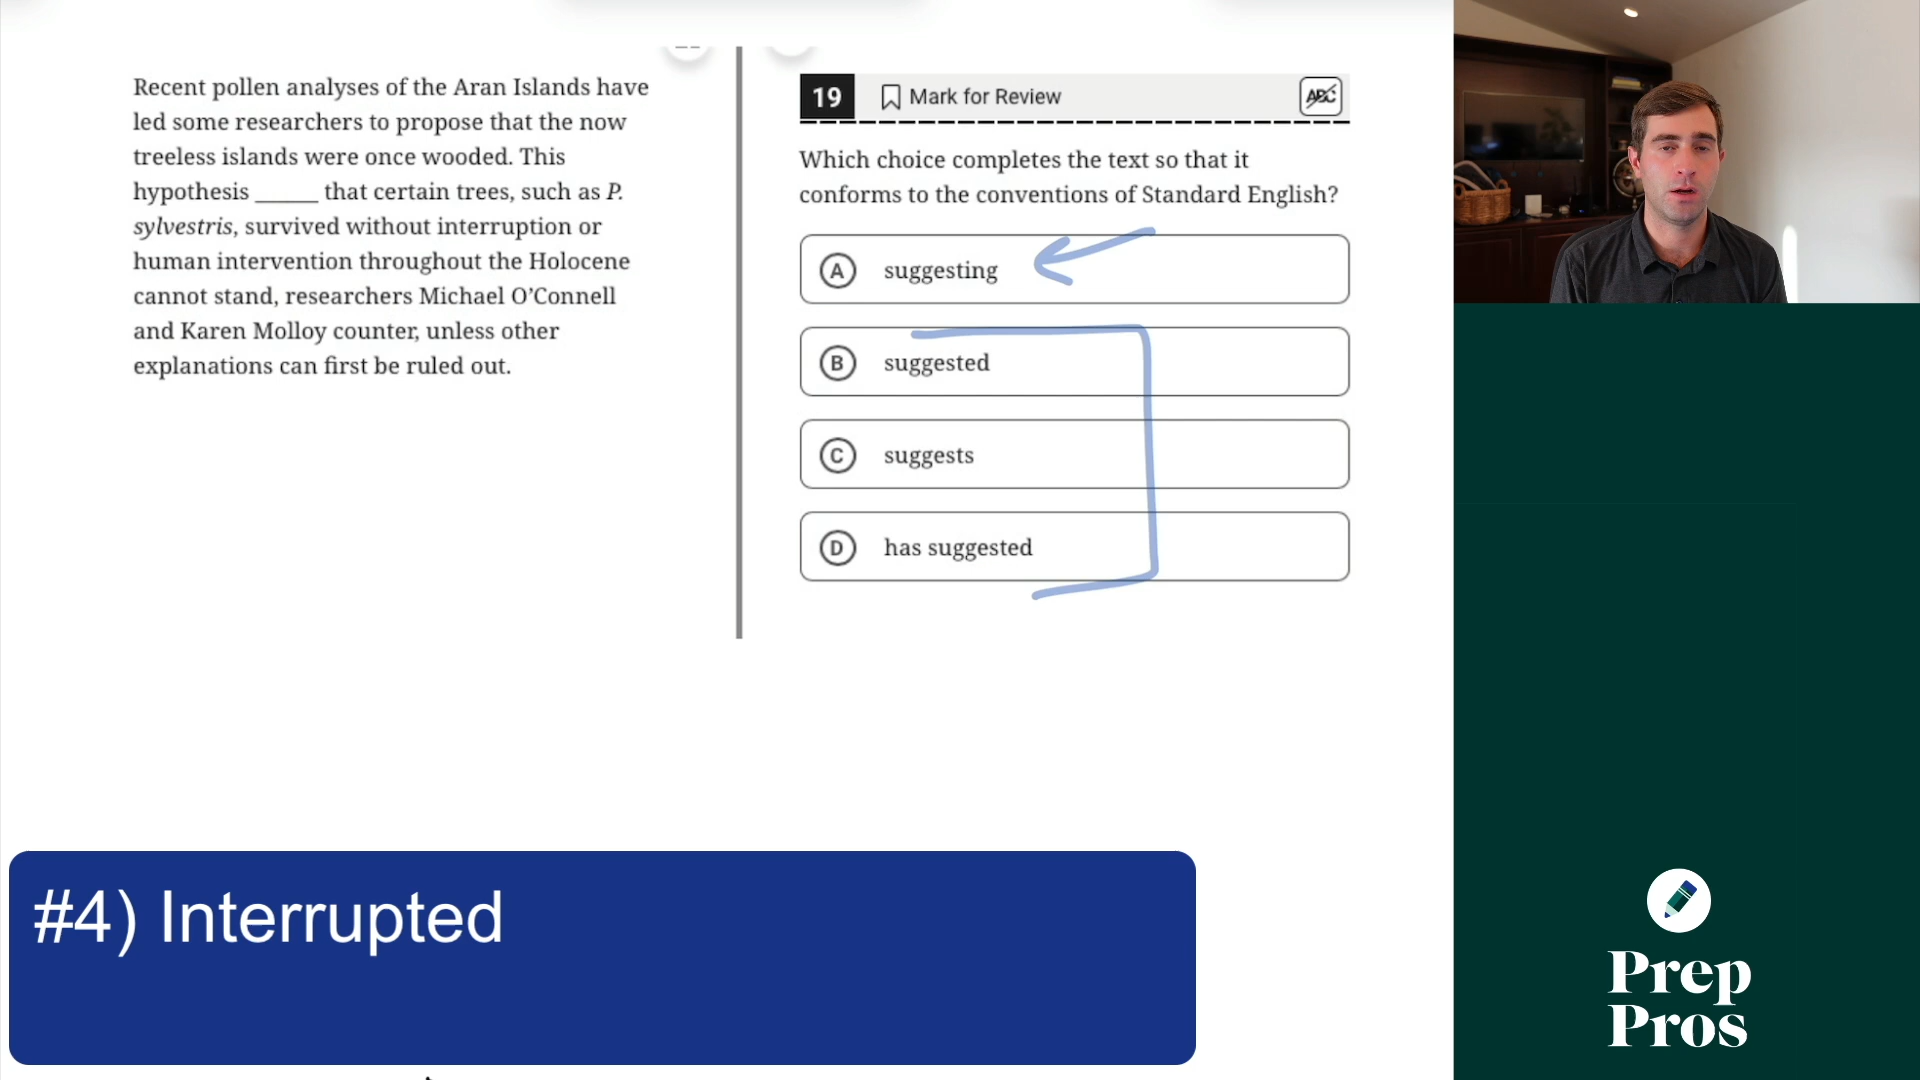 Recent pollen analyses of the Aran Islands have
led some researchers to propose that the now
treeless islands were once wooded. This
hypothesis ______ that certain trees, such as P.
sylvestris, survived without interruption or
human intervention throughout the Holocene
cannot stand, researchers Michael O’Connell
and Karen Molloy counter, unless other
explanations can first be ruled out.
19 Mark for Review ABC
Which choice completes the text so that it
conforms to the conventions of Standard English?
A suggesting
B suggested
C suggests
D has suggested
#4) Interrupted
Prep
Pros